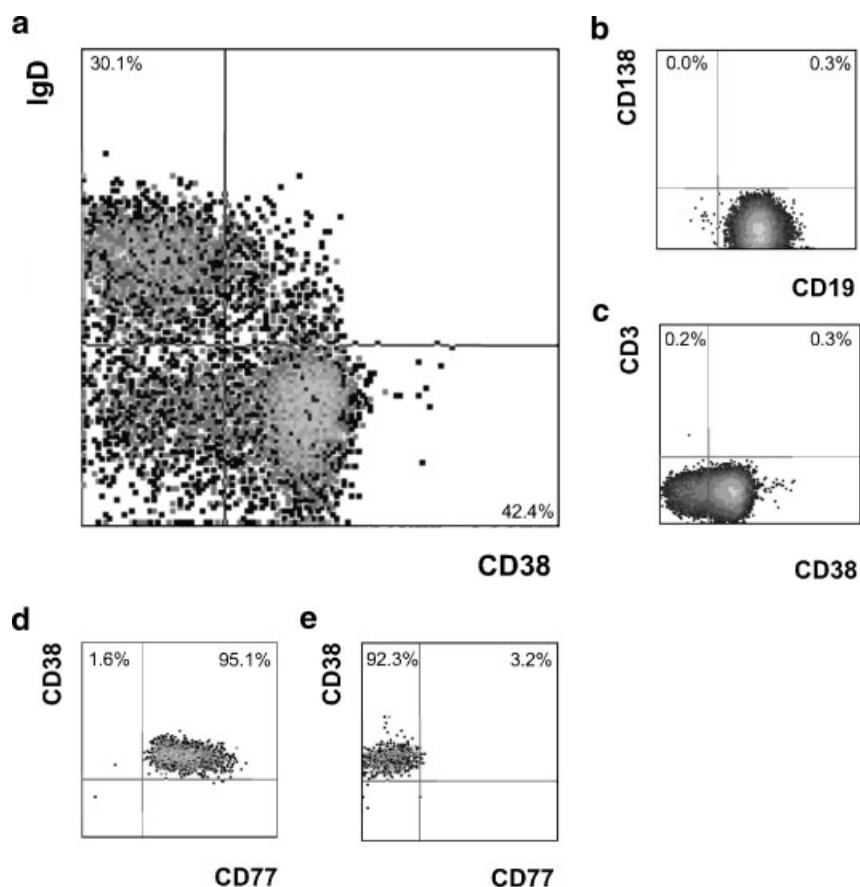 a
IgD
30.1%
42.4%
CD38
b
CD138
0.0%
0.3%
CD19
c
CD3
0.2%
0.3%
CD38
d
CD38
1.6%
95.1%
CD77
e
CD38
92.3%
3.2%
CD77